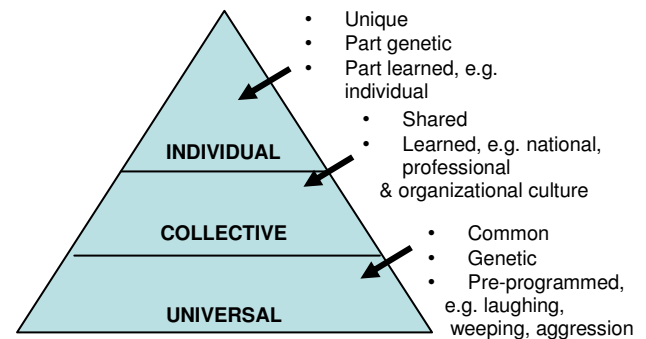 • Unique
• Part genetic
• Part learned, e.g.
individual
INDIVIDUAL
• Shared
• Learned, e.g. national,
professional
& organizational culture
COLLECTIVE
• Common
• Genetic
• Pre-programmed,
e.g. laughing,
weeping, aggression
UNIVERSAL